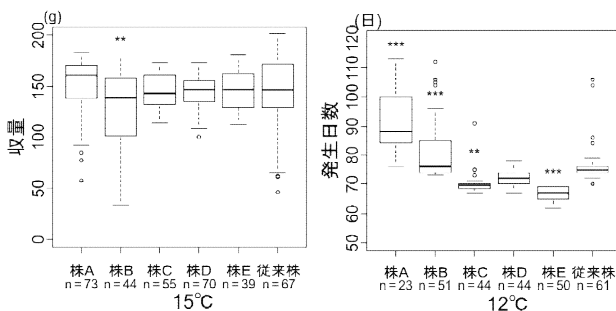 (g)
収量
200
150
100
50
0
**
株A 株B 株C 株D 株E 従来株
n=73 n=44 n=55 n=70 n=39 n=67
15℃
(日)
発生日数
120
110
100
90
80
70
60
50
***
***
**
***
株A 株B 株C 株D 株E 従来株
n=23 n=51 n=44 n=44 n=50 n=61
12℃